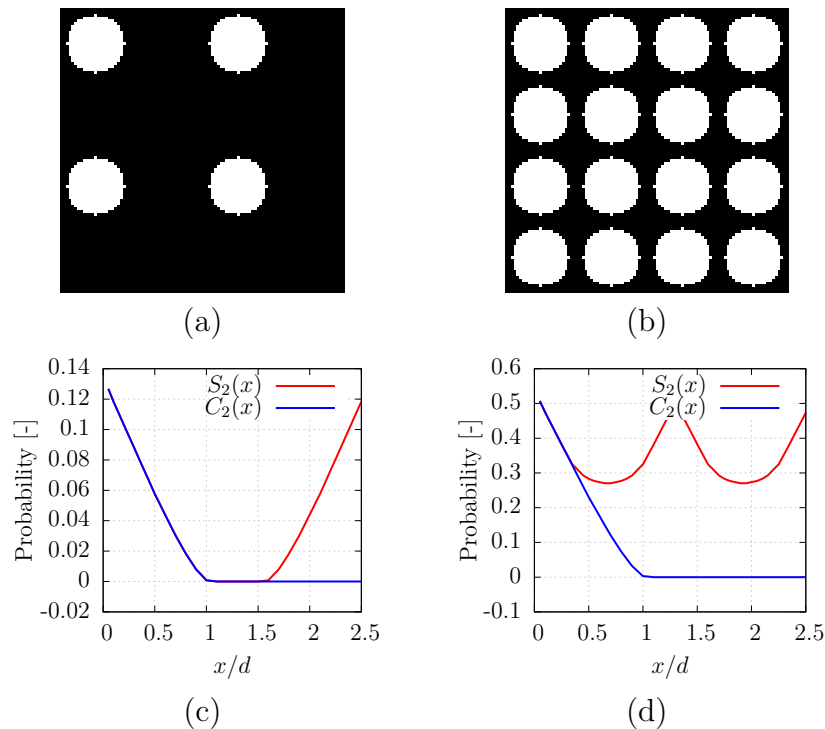 (a)
(b)
0.14
0.12
0.1
0.08
0.06
0.04
0.02
0
-0.02
Probability [-]
S₂(x)
C₂(x)
0
0.5
1
1.5
2
2.5
x/d
(c)
0.6
0.5
0.4
0.3
0.2
0.1
0
-0.1
Probability [-]
S₂(x)
C₂(x)
0
0.5
1
1.5
2
2.5
x/d
(d)